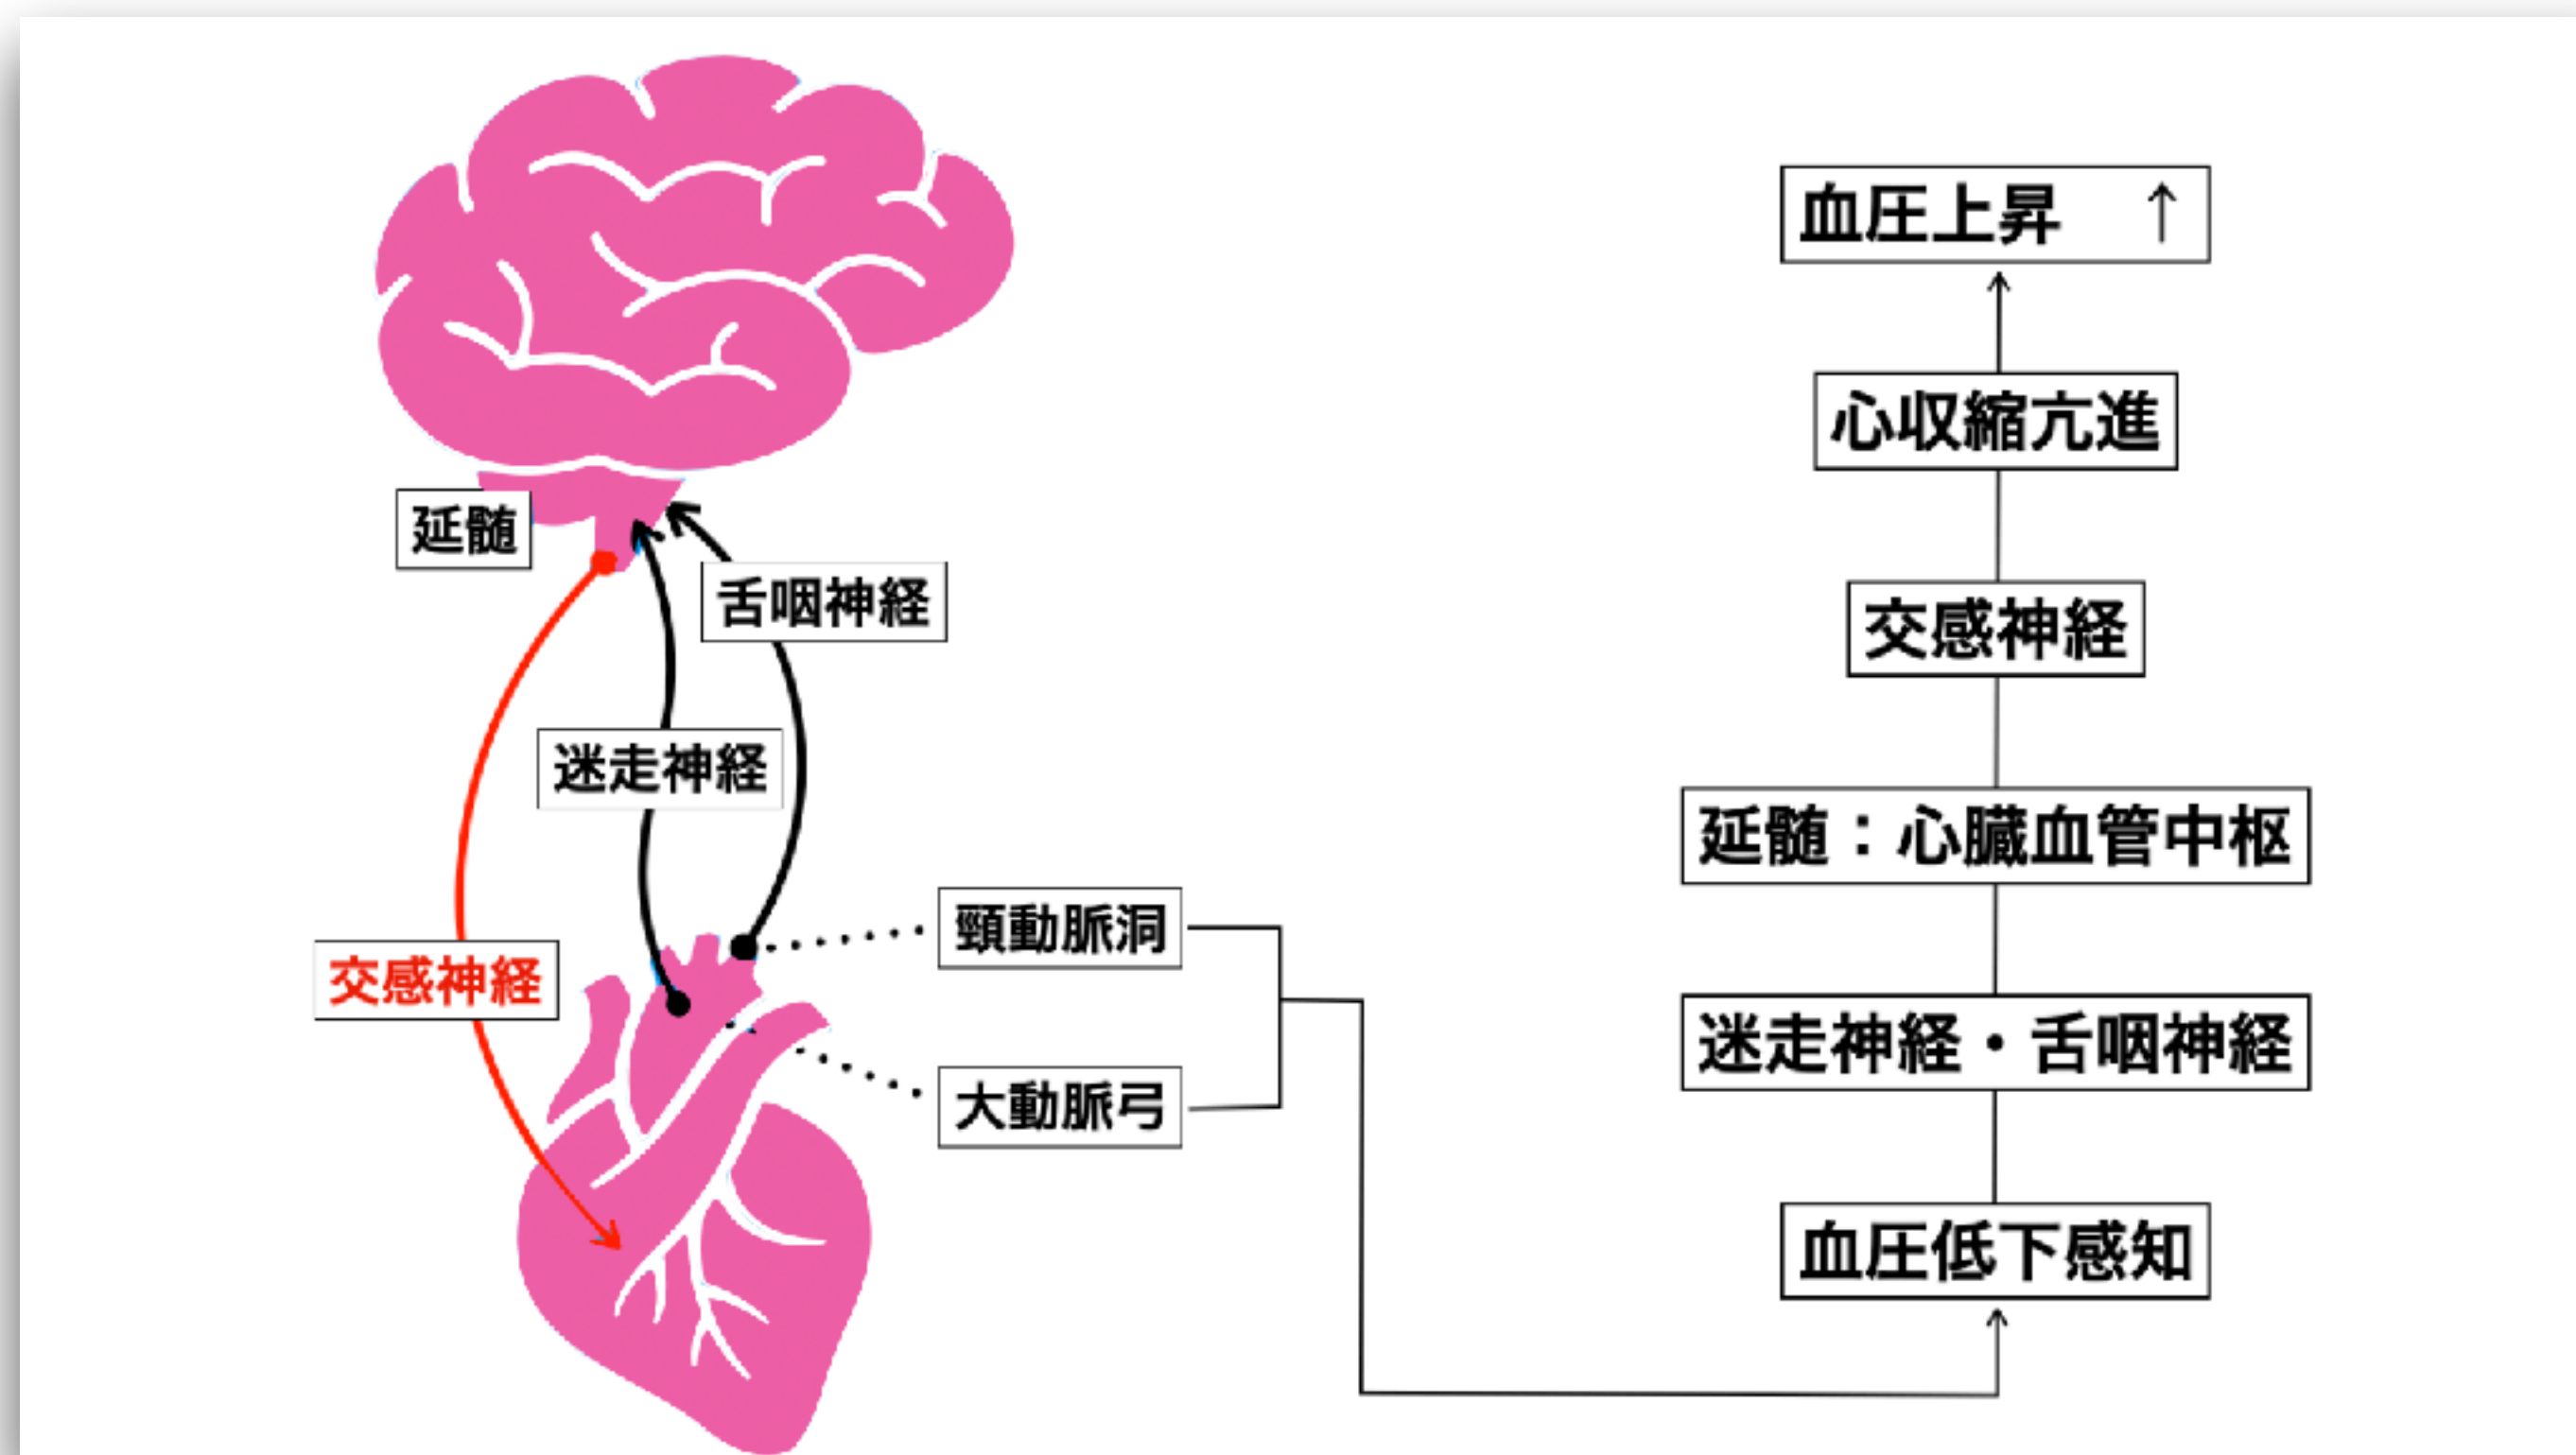 延髄
舌咽神経
迷走神経
交感神経
頸動脈洞
大動脈弓
血圧上昇 ↑
心収縮亢進
交感神経
延髄：心臓血管中枢
迷走神経・舌咽神経
血圧低下感知